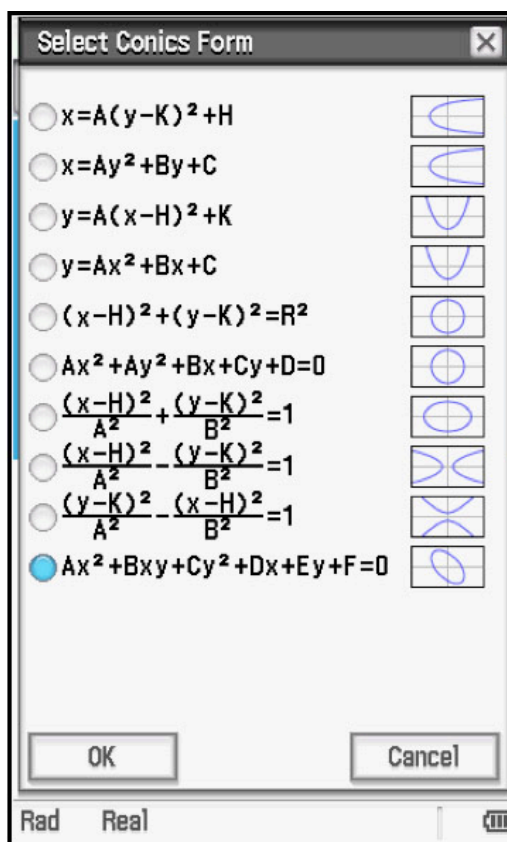 Select Conics Form
x=A(y-K)²+H
x=Ay²+By+C
y=A(x-H)²+K
y=Ax²+Bx+C
(x-H)²+(y-K)²=R²
Ax²+Ay²+Bx+Cy+D=0
(x-H)²/A²+(y-K)²/B²=1
(x-H)²/A²-(y-K)²/B²=1
(y-K)²/A²-(x-H)²/B²=1
Ax²+Bxy+Cy²+Dx+Ey+F=0
OK Cancel
Rad Real